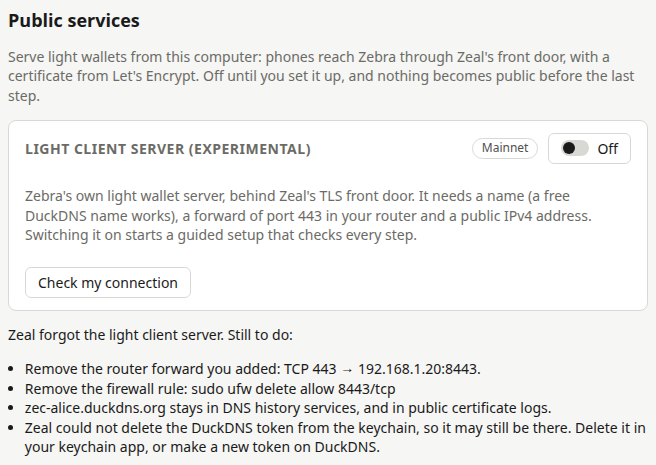 Public services
Serve light wallets from this computer: phones reach Zebra through Zeal's front door, with a
certificate from Let's Encrypt. Off until you set it up, and nothing becomes public before the last
step.
LIGHT CLIENT SERVER (EXPERIMENTAL)
Mainnet
Off
Zebra's own light wallet server, behind Zeal's TLS front door. It needs a name (a free
DuckDNS name works), a forward of port 443 in your router and a public IPv4 address.
Switching it on starts a guided setup that checks every step.
Check my connection
Zeal forgot the light client server. Still to do:
• Remove the router forward you added: TCP 443 → 192.168.1.20:8443.
• Remove the firewall rule: sudo ufw delete allow 8443/tcp
• zec-alice.duckdns.org stays in DNS history services, and in public certificate logs.
• Zeal could not delete the DuckDNS token from the keychain, so it may still be there. Delete it in
your keychain app, or make a new token on DuckDNS.